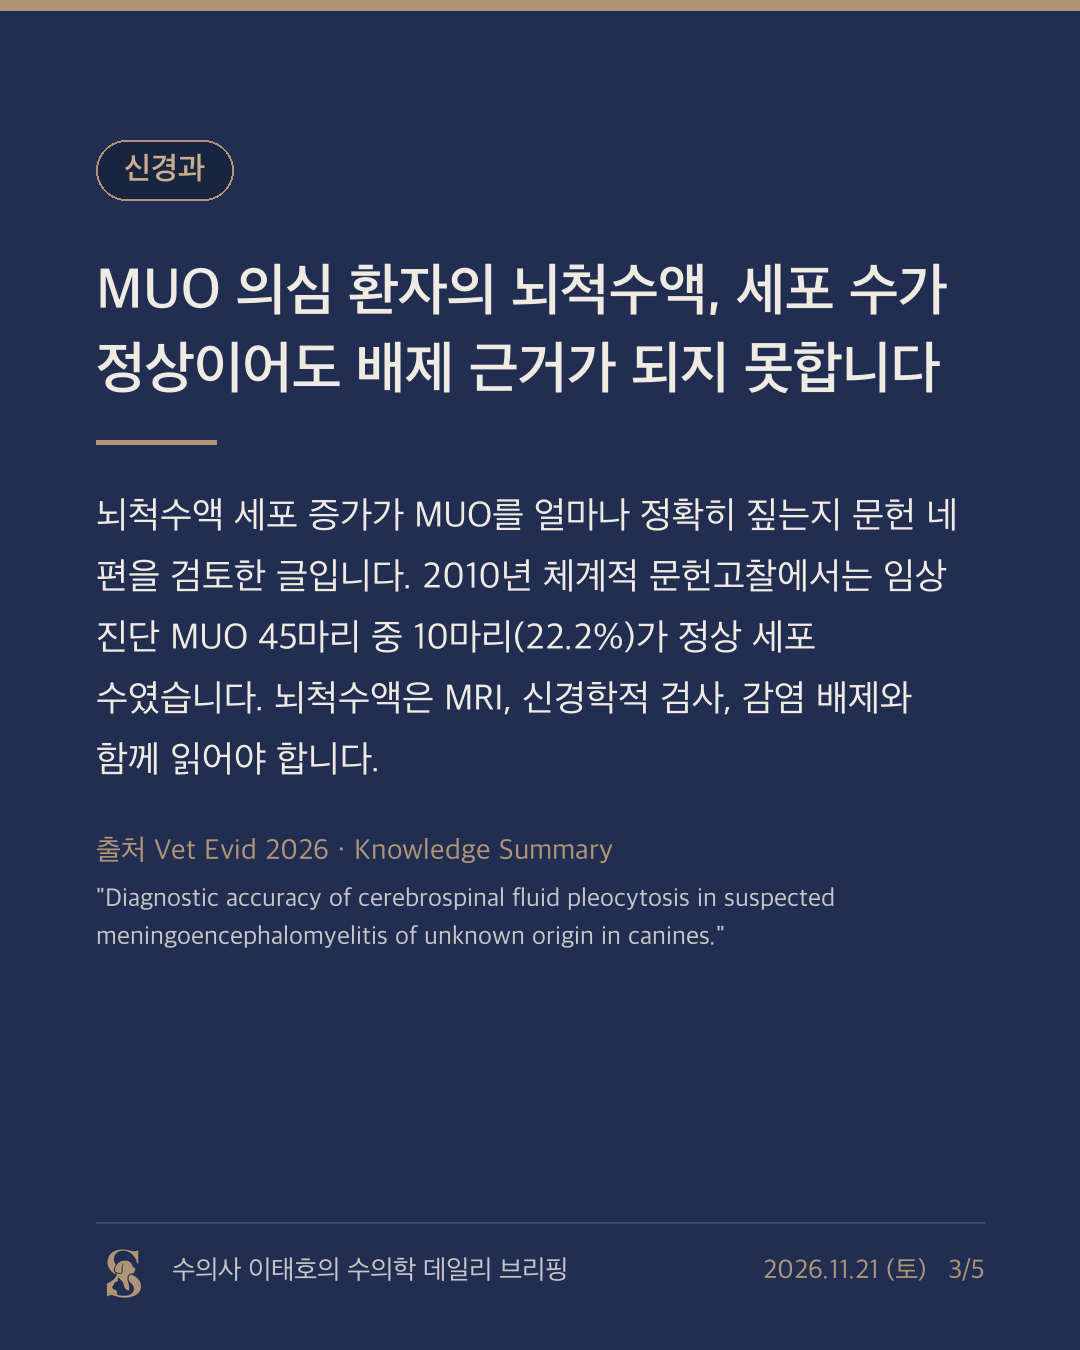 신경과
MUO 의심 환자의 뇌척수액, 세포 수가
정상이어도 배제 근거가 되지 못합니다
뇌척수액 세포 증가가 MUO를 얼마나 정확히 짚는지 문헌 네
편을 검토한 글입니다. 2010년 체계적 문헌고찰에서는 임상
진단 MUO 45마리 중 10마리(22.2%)가 정상 세포
수였습니다. 뇌척수액은 MRI, 신경학적 검사, 감염 배제와
함께 읽어야 합니다.
출처 Vet Evid 2026 · Knowledge Summary
"Diagnostic accuracy of cerebrospinal fluid pleocytosis in suspected
meningoencephalomyelitis of unknown origin in canines."
수의사 이태호의 수의학 데일리 브리핑
2026.11.21 (토) 3/5